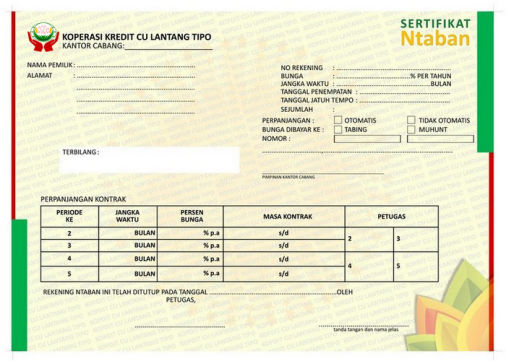 KOPERASI KREDIT CU LANTANG TIPO
KANTOR CABANG:
SERTIFIKAT
Ntaban
NAMA PEMILIK :
ALAMAT :
NO REKENING :
BUNGA : % PER TAHUN
JANGKA WAKTU : BULAN
TANGGAL PENEMPATAN :
TANGGAL JATUH TEMPO :
SEJUMLAH :
PERPANJANGAN : OTOMATIS TIDAK OTOMATIS
BUNGA DIBAYAR KE : TABING MUHUNT
NOMOR :
TERBILANG :
PIMPINAN KANTOR CABANG
PERPANJANGAN KONTRAK
PERIODE KE JANGKA WAKTU PERSEN BUNGA MASA KONTRAK PETUGAS
2 BULAN % p.a s/d 2 3
3 BULAN % p.a s/d
4 BULAN % p.a s/d 4 5
5 BULAN % p.a s/d
REKENING NTABAN INI TELAH DITUTUP PADA TANGGAL OLEH
PETUGAS,
tanda tangan dan nama jelas